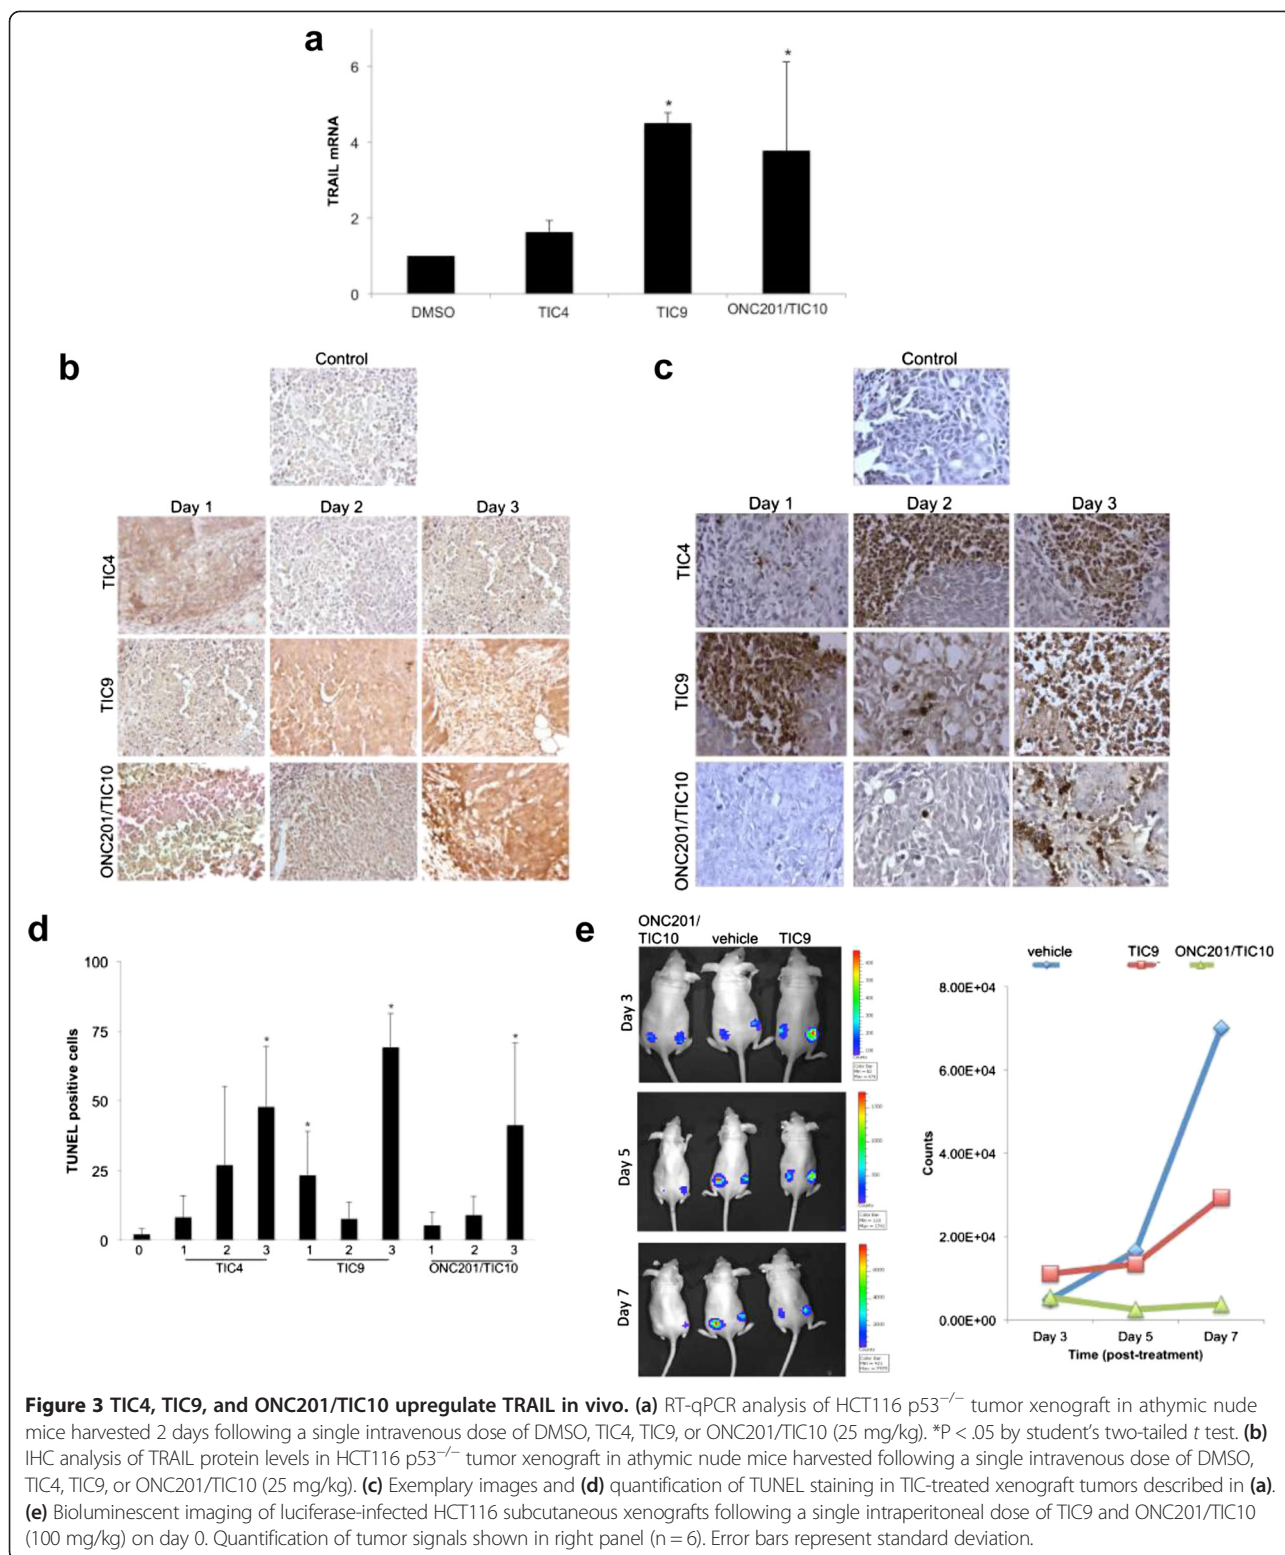 a
6
4
2
0
TRAIL mRNA
*
*
DMSO TIC4 TIC9 ONC201/TIC10
b
Control
Day 1 Day 2 Day 3
TIC4
TIC9
ONC201/TIC10
c
Control
Day 1 Day 2 Day 3
TIC4
TIC9
ONC201/TIC10
d
100
75
50
25
0
TUNEL positive cells
* * * *
0 1 2 3 1 2 3 1 2 3
TIC4 TIC9 ONC201/TIC10
e
ONC201/
TIC10 vehicle TIC9
Day 3
Day 5
Day 7
vehicle TIC9 ONC201/TIC10
8.00E+04
6.00E+04
4.00E+04
2.00E+04
0.00E+00
Counts
Day 3 Day 5 Day 7
Time (post-treatment)
Figure 3 TIC4, TIC9, and ONC201/TIC10 upregulate TRAIL in vivo. (a) RT-qPCR analysis of HCT116 p53−/− tumor xenograft in athymic nude
mice harvested 2 days following a single intravenous dose of DMSO, TIC4, TIC9, or ONC201/TIC10 (25 mg/kg). *P < .05 by student's two-tailed t test. (b)
IHC analysis of TRAIL protein levels in HCT116 p53−/− tumor xenograft in athymic nude mice harvested following a single intravenous dose of DMSO,
TIC4, TIC9, or ONC201/TIC10 (25 mg/kg). (c) Exemplary images and (d) quantification of TUNEL staining in TIC-treated xenograft tumors described in (a).
(e) Bioluminescent imaging of luciferase-infected HCT116 subcutaneous xenografts following a single intraperitoneal dose of TIC9 and ONC201/TIC10
(100 mg/kg) on day 0. Quantification of tumor signals shown in right panel (n = 6). Error bars represent standard deviation.